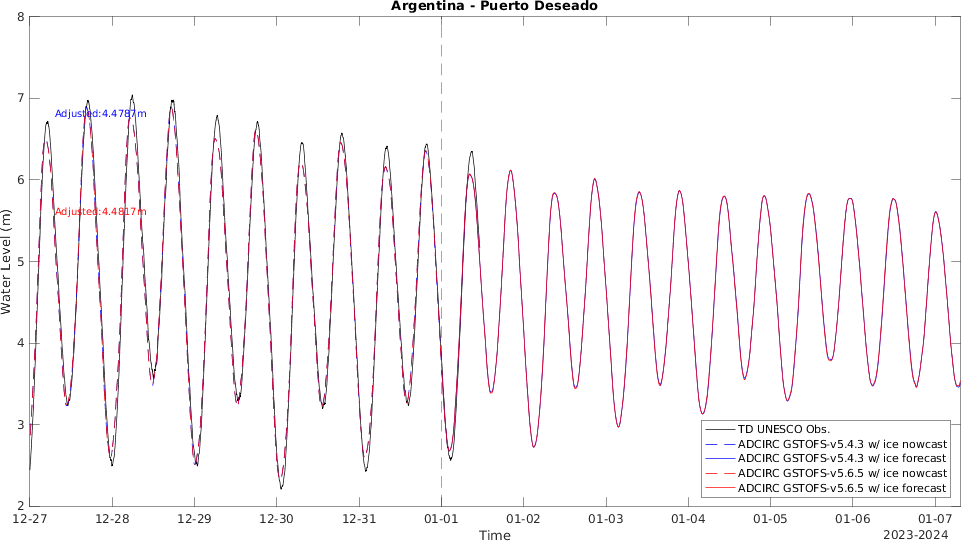 Argentina - Puerto Deseado
8
7
6
5
4
3
2
Water Level (m)
Adjusted:4.4787m
Adjusted:4.4817m
TD UNESCO Obs.
ADCIRC GSTOFS-v5.4.3 w/ ice nowcast
ADCIRC GSTOFS-v5.4.3 w/ ice forecast
ADCIRC GSTOFS-v5.6.5 w/ ice nowcast
ADCIRC GSTOFS-v5.6.5 w/ ice forecast
12-27 12-28 12-29 12-30 12-31 01-01 01-02 01-03 01-04 01-05 01-06 01-07
Time
2023-2024